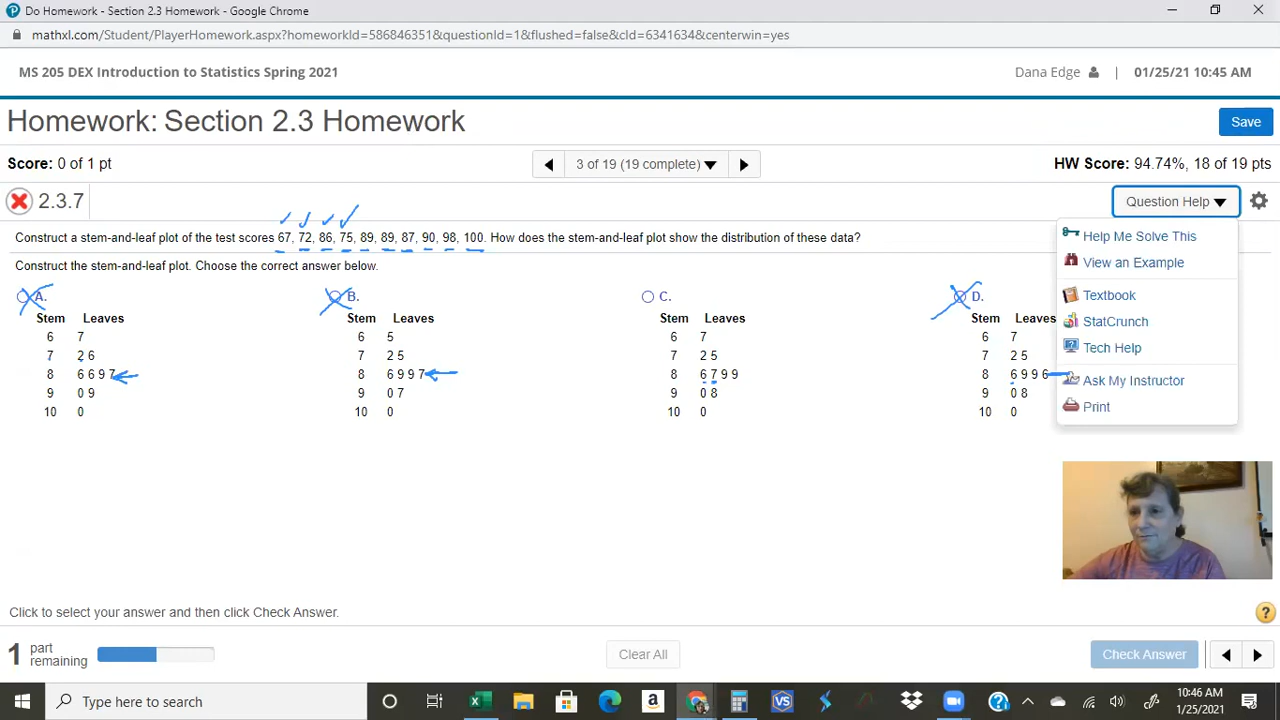 Do Homework - Section 2.3 Homework - Google Chrome
mathxl.com/Student/PlayerHomework.aspx?homeworkId=586846351&questionId=1&flushed=false&cId=6341634&centerwin=yes
MS 205 DEX Introduction to Statistics Spring 2021
Dana Edge | 01/25/21 10:45 AM
Homework: Section 2.3 Homework
Save
Score: 0 of 1 pt
3 of 19 (19 complete)
HW Score: 94.74%, 18 of 19 pts
2.3.7
Question Help
Construct a stem-and-leaf plot of the test scores 67, 72, 86, 75, 89, 89, 87, 90, 98, 100. How does the stem-and-leaf plot show the distribution of these data?
Help Me Solve This
View an Example
Textbook
StatCrunch
Tech Help
Ask My Instructor
Print
Construct the stem-and-leaf plot. Choose the correct answer below.
A.
Stem Leaves
6 7
7 2 6
8 6 6 9 7
9 0 9
10 0
B.
Stem Leaves
6 5
7 2 5
8 6 9 9 7
9 0 7
10 0
C.
Stem Leaves
6 7
7 2 5
8 6 7 9 9
9 0 8
10 0
D.
Stem Leaves
6 7
7 2 5
8 6 9 9 6
9 0 8
10 0
Click to select your answer and then click Check Answer.
?
1 part remaining
Clear All
Check Answer
Type here to search
10:46 AM
1/25/2021